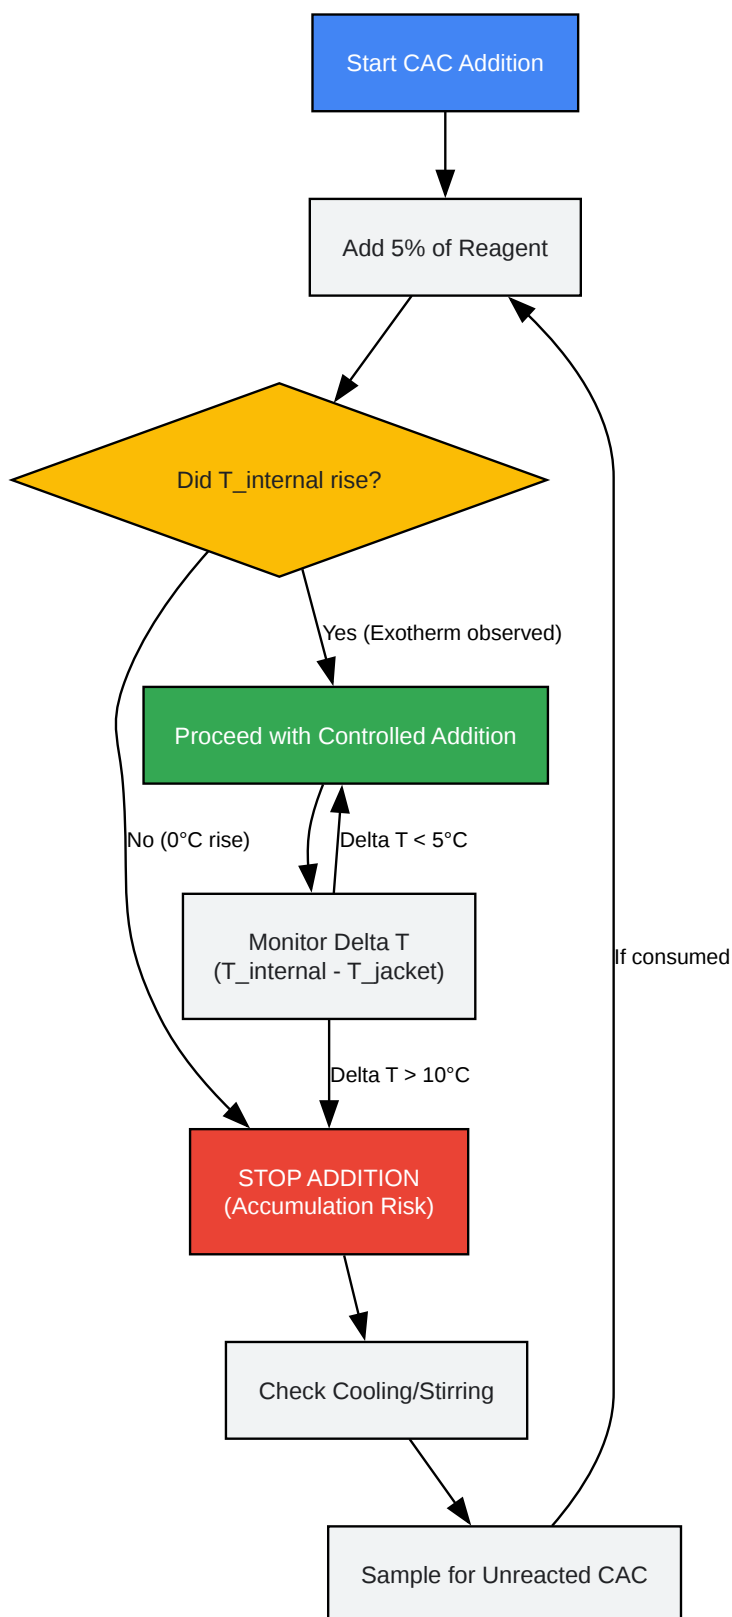 Start CAC Addition
Add 5% of Reagent
Did T_internal rise?
Yes (Exotherm observed)
Proceed with Controlled Addition
No (0°C rise)
Delta T < 5°C
Monitor Delta T
(T_internal - T_jacket)
If consumed
Delta T > 10°C
STOP ADDITION
(Accumulation Risk)
Check Cooling/Stirring
Sample for Unreacted CAC